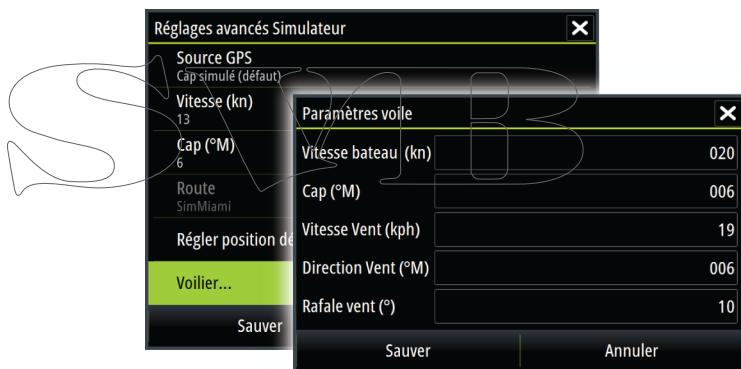 Réglages avancés Simulateur
Source GPS
Cap simulé (défaut)
Vitesse (kn)
13
Cap (°M)
6
Route
SimMiami
Régler position dé
Voilier...
Sauver
Paramètres voile
Vitesse bateau (kn) 020
Cap (°M) 006
Vitesse Vent (kph) 19
Direction Vent (°M) 006
Rafale vent (°) 10
Sauver Annuler
SVMB